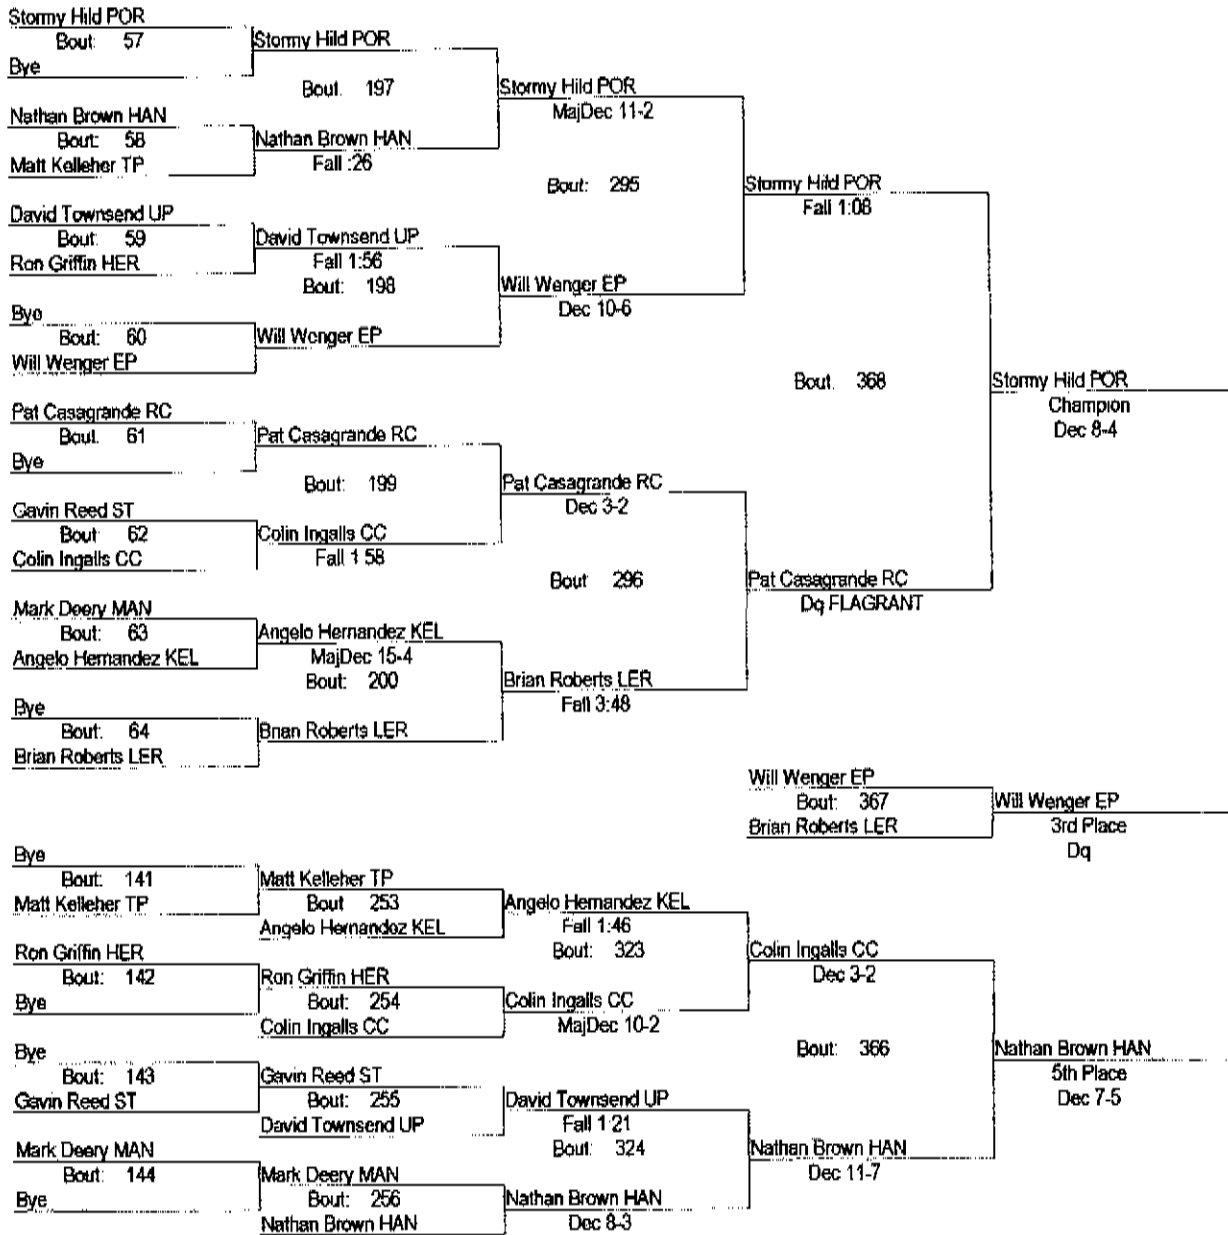 Stormy Hild POR
Bout: 57
Bye
Stormy Hild POR
Bout. 197
Nathan Brown HAN
Bout: 58
Matt Kelleher TP
Nathan Brown HAN
Fall :26
Stormy Hild POR
MajDec 11-2
Bout: 295
David Townsend UP
Bout: 59
Ron Griffin HER
David Townsend UP
Fall 1:56
Bout: 198
Bye
Bout: 60
Will Wenger EP
Will Wenger EP
Will Wenger EP
Dec 10-6
Stormy Hild POR
Fall 1:08
Bout. 368
Pat Casagrande RC
Bout. 61
Bye
Pat Casagrande RC
Bout: 199
Gavin Reed ST
Bout: 62
Colin Ingalls CC
Colin Ingalls CC
Fall 1:58
Pat Casagrande RC
Dec 3-2
Bout 296
Mark Deery MAN
Bout: 63
Angelo Hernandez KEL
Angelo Hernandez KEL
MajDec 15-4
Bout: 200
Bye
Bout: 64
Brian Roberts LER
Brian Roberts LER
Brian Roberts LER
Fall 3:48
Pat Casagrande RC
Dq FLAGRANT
Stormy Hild POR
Champion
Dec 8-4
Will Wenger EP
Bout: 367
Brian Roberts LER
Will Wenger EP
3rd Place
Dq
Bye
Bout: 141
Matt Kelleher TP
Matt Kelleher TP
Bout 253
Angelo Hernandez KEL
Angelo Hernandez KEL
Fall 1:46
Bout: 323
Ron Griffin HER
Bout: 142
Bye
Ron Griffin HER
Bout: 254
Colin Ingalls CC
Colin Ingalls CC
MajDec 10-2
Colin Ingalls CC
Dec 3-2
Bout: 366
Bye
Bout: 143
Gavin Reed ST
Gavin Reed ST
Bout: 255
David Townsend UP
David Townsend UP
Fall 1:21
Bout: 324
Mark Deery MAN
Bout: 144
Bye
Mark Deery MAN
Bout: 256
Nathan Brown HAN
Nathan Brown HAN
Dec 8-3
Nathan Brown HAN
Dec 11-7
Nathan Brown HAN
5th Place
Dec 7-5